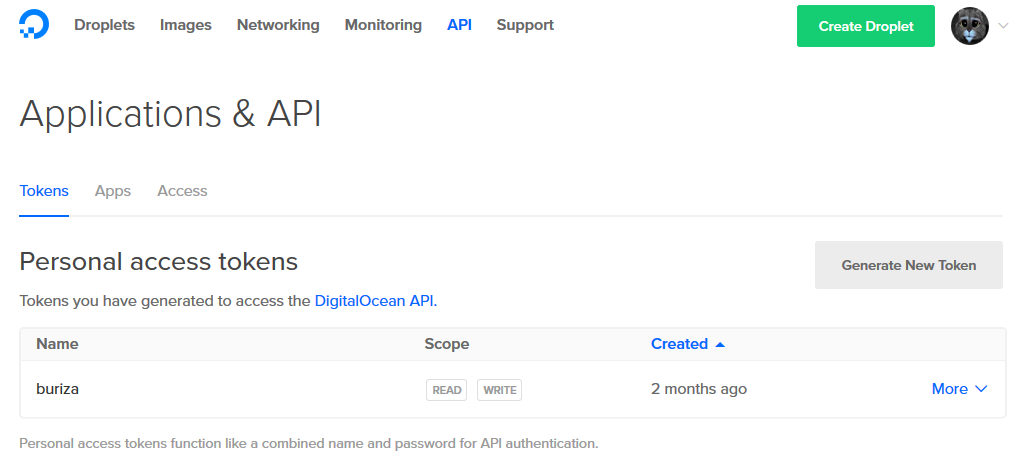 Droplets Images Networking Monitoring API Support Create Droplet
Applications & API
Tokens Apps Access
Personal access tokens Generate New Token
Tokens you have generated to access the DigitalOcean API.
Name Scope Created
buriza READ WRITE 2 months ago More
Personal access tokens function like a combined name and password for API authentication.